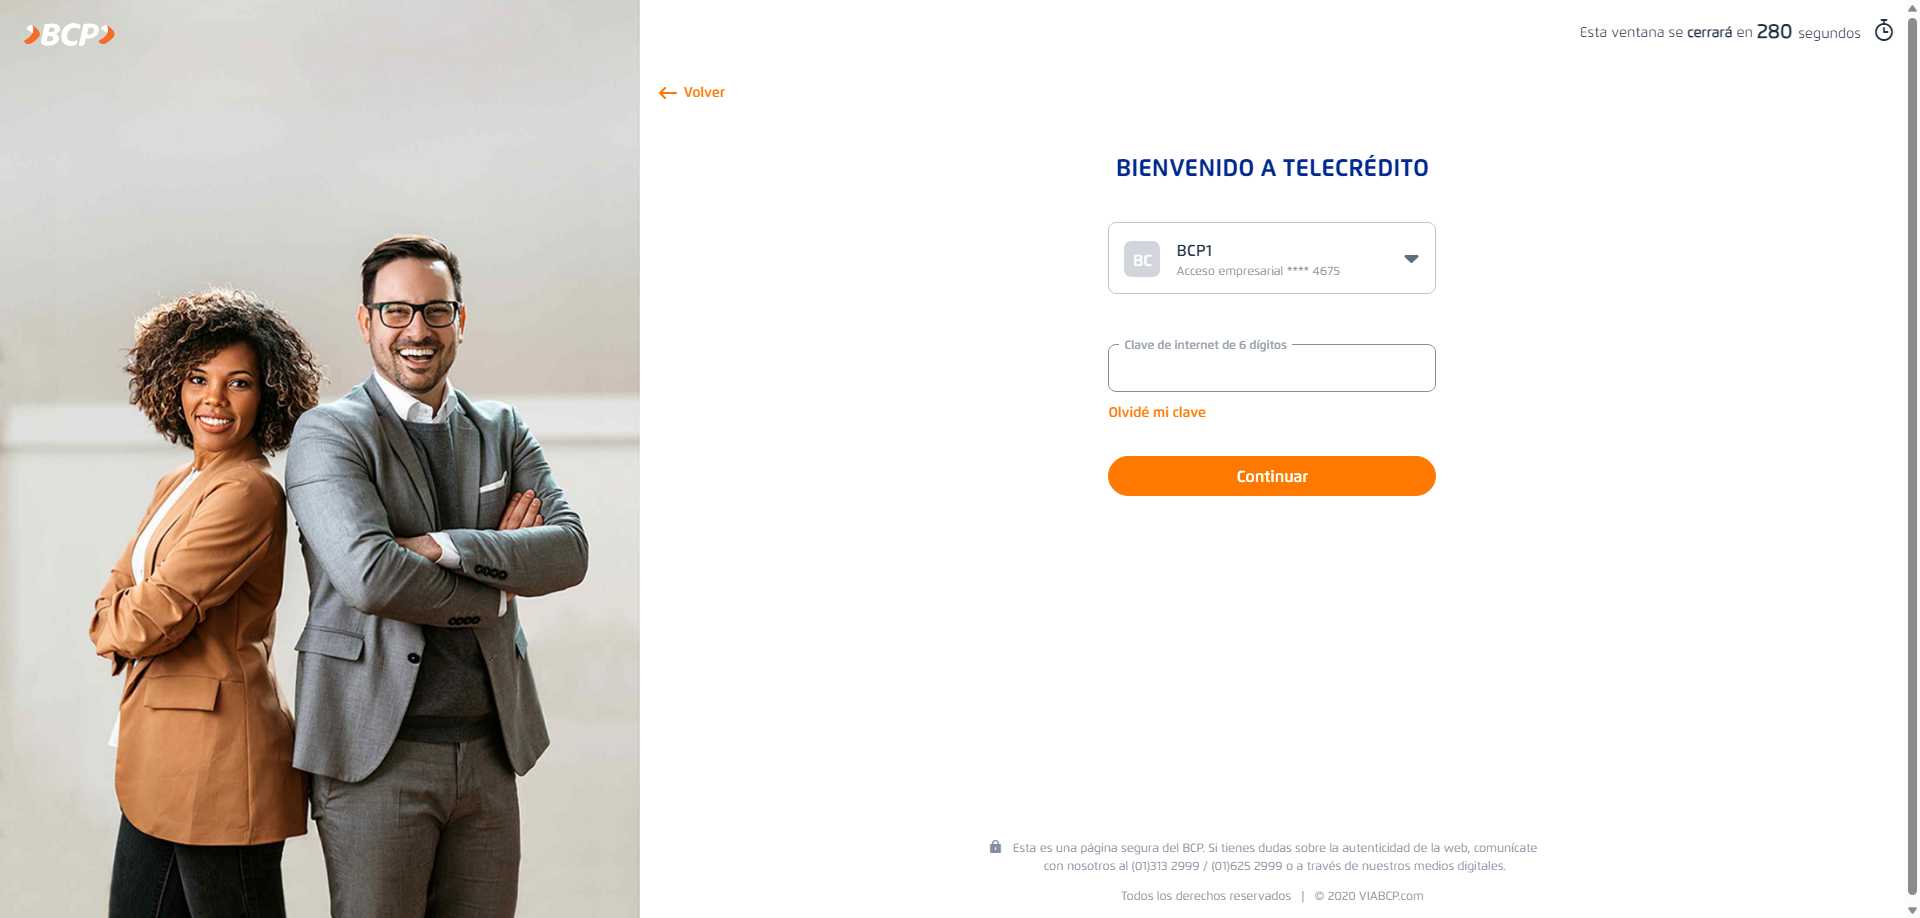 BCP
Esta ventana se cerrará en 280 segundos
Volver
BIENVENIDO A TELECRÉDITO
BC
BCP1
Acceso empresarial **** 4675
Clave de internet de 6 dígitos
Olvidé mi clave
Continuar
Esta es una página segura del BCP. Si tienes dudas sobre la autenticidad de la web, comunícate
con nosotros al (01)313 2999 / (01)625 2999 o a través de nuestros medios digitales.
Todos los derechos reservados | © 2020 VIABCP.com